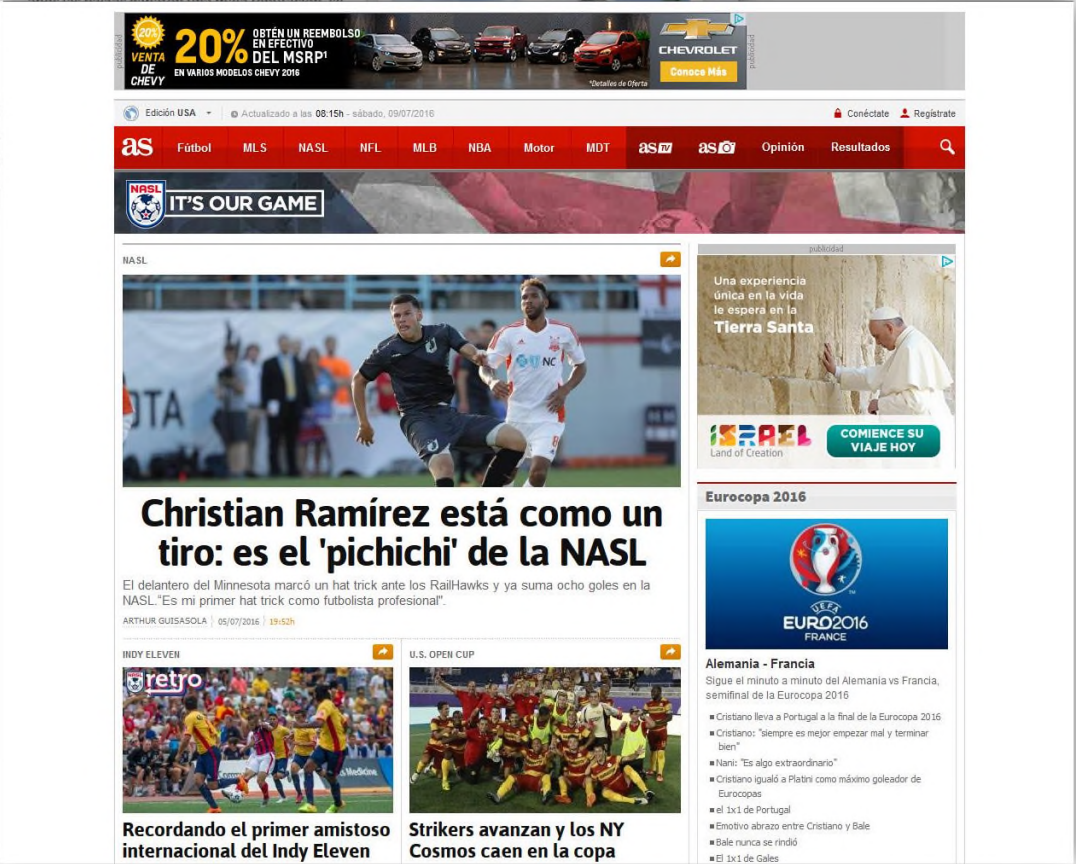 20%
VENTA
DE
CHEVY
20%
OBTÉN UN REEMBOLSO
EN EFECTIVO
DEL MSRP¹
EN VARIOS MODELOS CHEVY 2016
*Detalles de Oferta
CHEVROLET
Conoce Más
publicidad
publicidad
Edición USA
Actualizado a las 08:15h - sábado, 09/07/2016
Conéctate
Regístrate
as
Fútbol
MLS
NASL
NFL
MLB
NBA
Motor
MDT
as TV
as
Opinión
Resultados
NASL
IT'S OUR GAME
NASL
OTA
NC
8
Christian Ramírez está como un
tiro: es el 'pichichi' de la NASL
El delantero del Minnesota marcó un hat trick ante los RailHawks y ya suma ocho goles en la
NASL."Es mi primer hat trick como futbolista profesional".
ARTHUR GUISASOLA
05/07/2016
19:52h
INDY ELEVEN
retro
Medicine
Recordando el primer amistoso
internacional del Indy Eleven
U.S. OPEN CUP
Strikers avanzan y los NY
Cosmos caen en la copa
publicidad
Una experiencia
única en la vida
le espera en la
Tierra Santa
ISRAEL
Land of Creation
COMIENCE SU
VIAJE HOY
Eurocopa 2016
UEFA
EURO2016
FRANCE
Alemania - Francia
Sigue el minuto a minuto del Alemania vs Francia,
semifinal de la Eurocopa 2016
Cristiano lleva a Portugal a la final de la Eurocopa 2016
Cristiano: "siempre es mejor empezar mal y terminar
bien"
Nani: "Es algo extraordinario"
Cristiano igualó a Platini como máximo goleador de
Eurocopas
el 1x1 de Portugal
Emotivo abrazo entre Cristiano y Bale
Bale nunca se rindió
El 1x1 de Gales